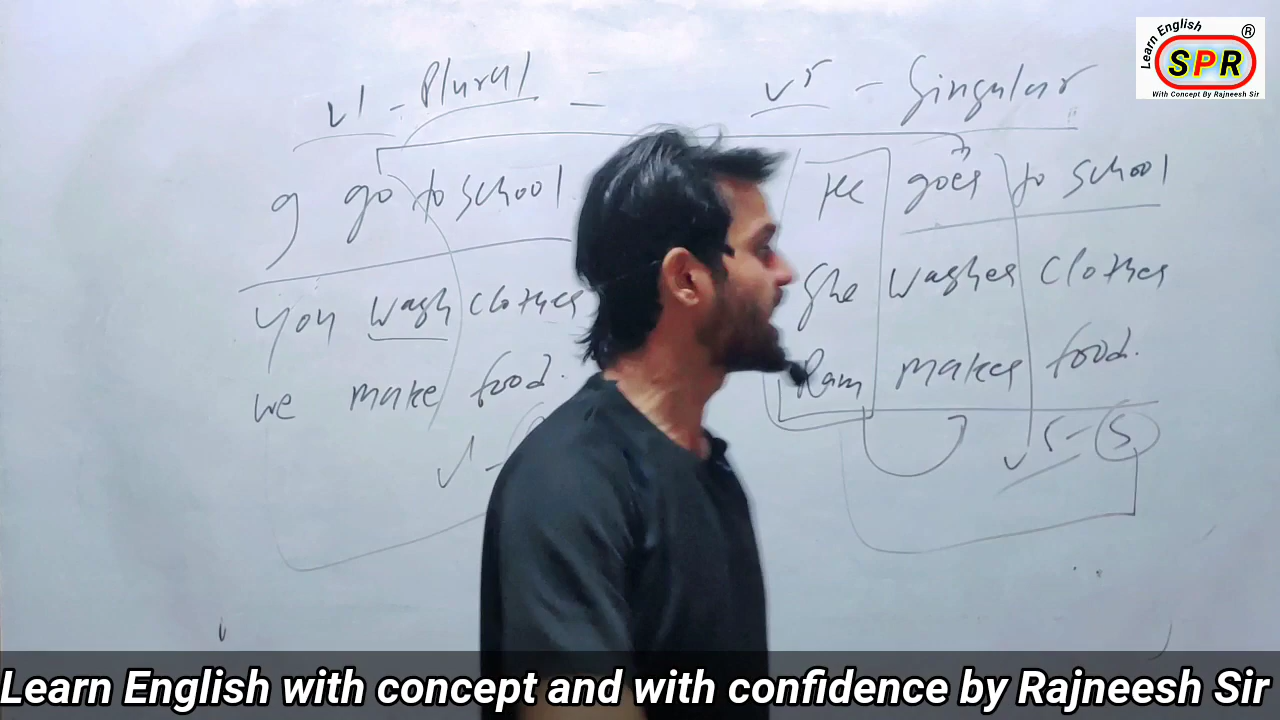 Learn English
SPR®
With Concept By Rajneesh Sir
V1 - Plural = V5 - Singular
I go to school
He goes to school
You wash clothes
She washes clothes
we make food.
Ram makes food.
V5 - S
Learn English with concept and with confidence by Rajneesh Sir